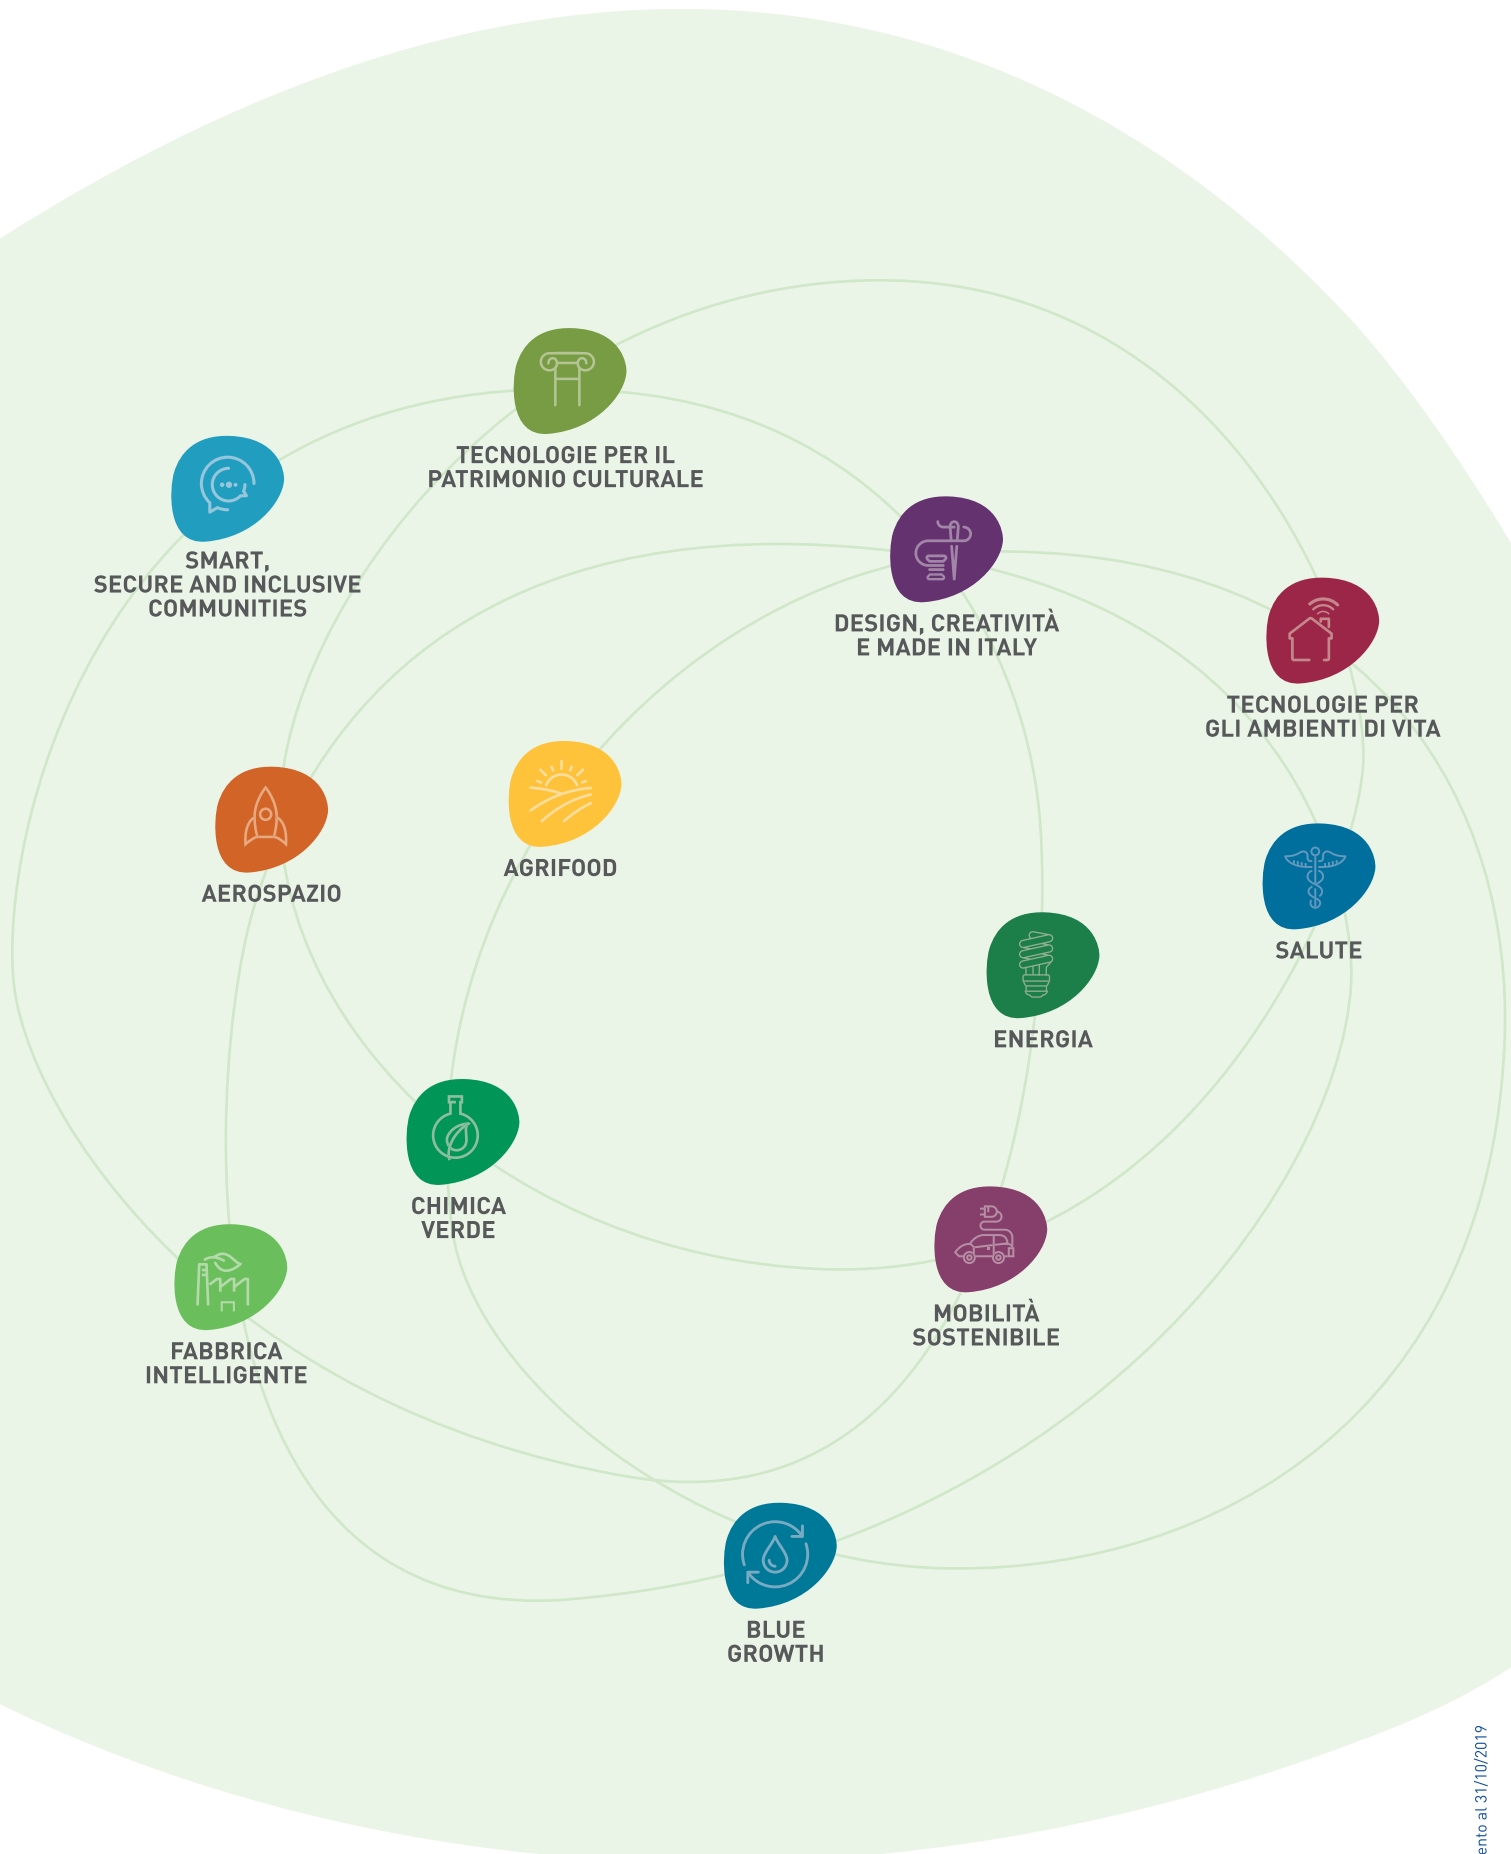 TECNOLOGIE PER IL
PATRIMONIO CULTURALE
SMART,
SECURE AND INCLUSIVE
COMMUNITIES
DESIGN, CREATIVITÀ
E MADE IN ITALY
TECNOLOGIE PER
GLI AMBIENTI DI VITA
AGRIFOOD
AEROSPAZIO
SALUTE
ENERGIA
CHIMICA
VERDE
MOBILITÀ
SOSTENIBILE
FABBRICA
INTELLIGENTE
BLUE
GROWTH
al 31/10/2019